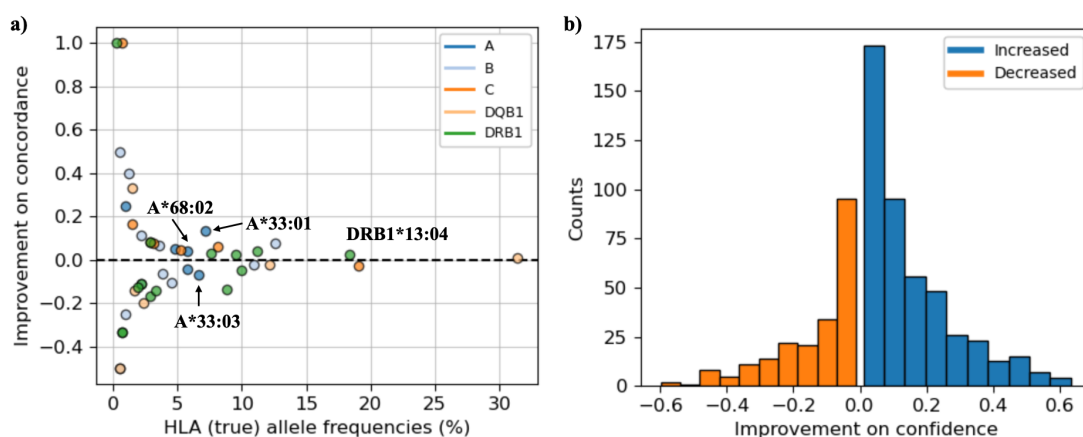 a)
Improvement on concordance
1.0
0.8
0.6
0.4
0.2
0.0
−0.2
−0.4
A
B
C
DQB1
DRB1
A*68:02
A*33:01
DRB1*13:04
A*33:03
0 5 10 15 20 25 30
HLA (true) allele frequencies (%)
b)
Counts
175
150
125
100
75
50
25
0
Increased
Decreased
−0.6 −0.4 −0.2 0.0 0.2 0.4 0.6
Improvement on confidence